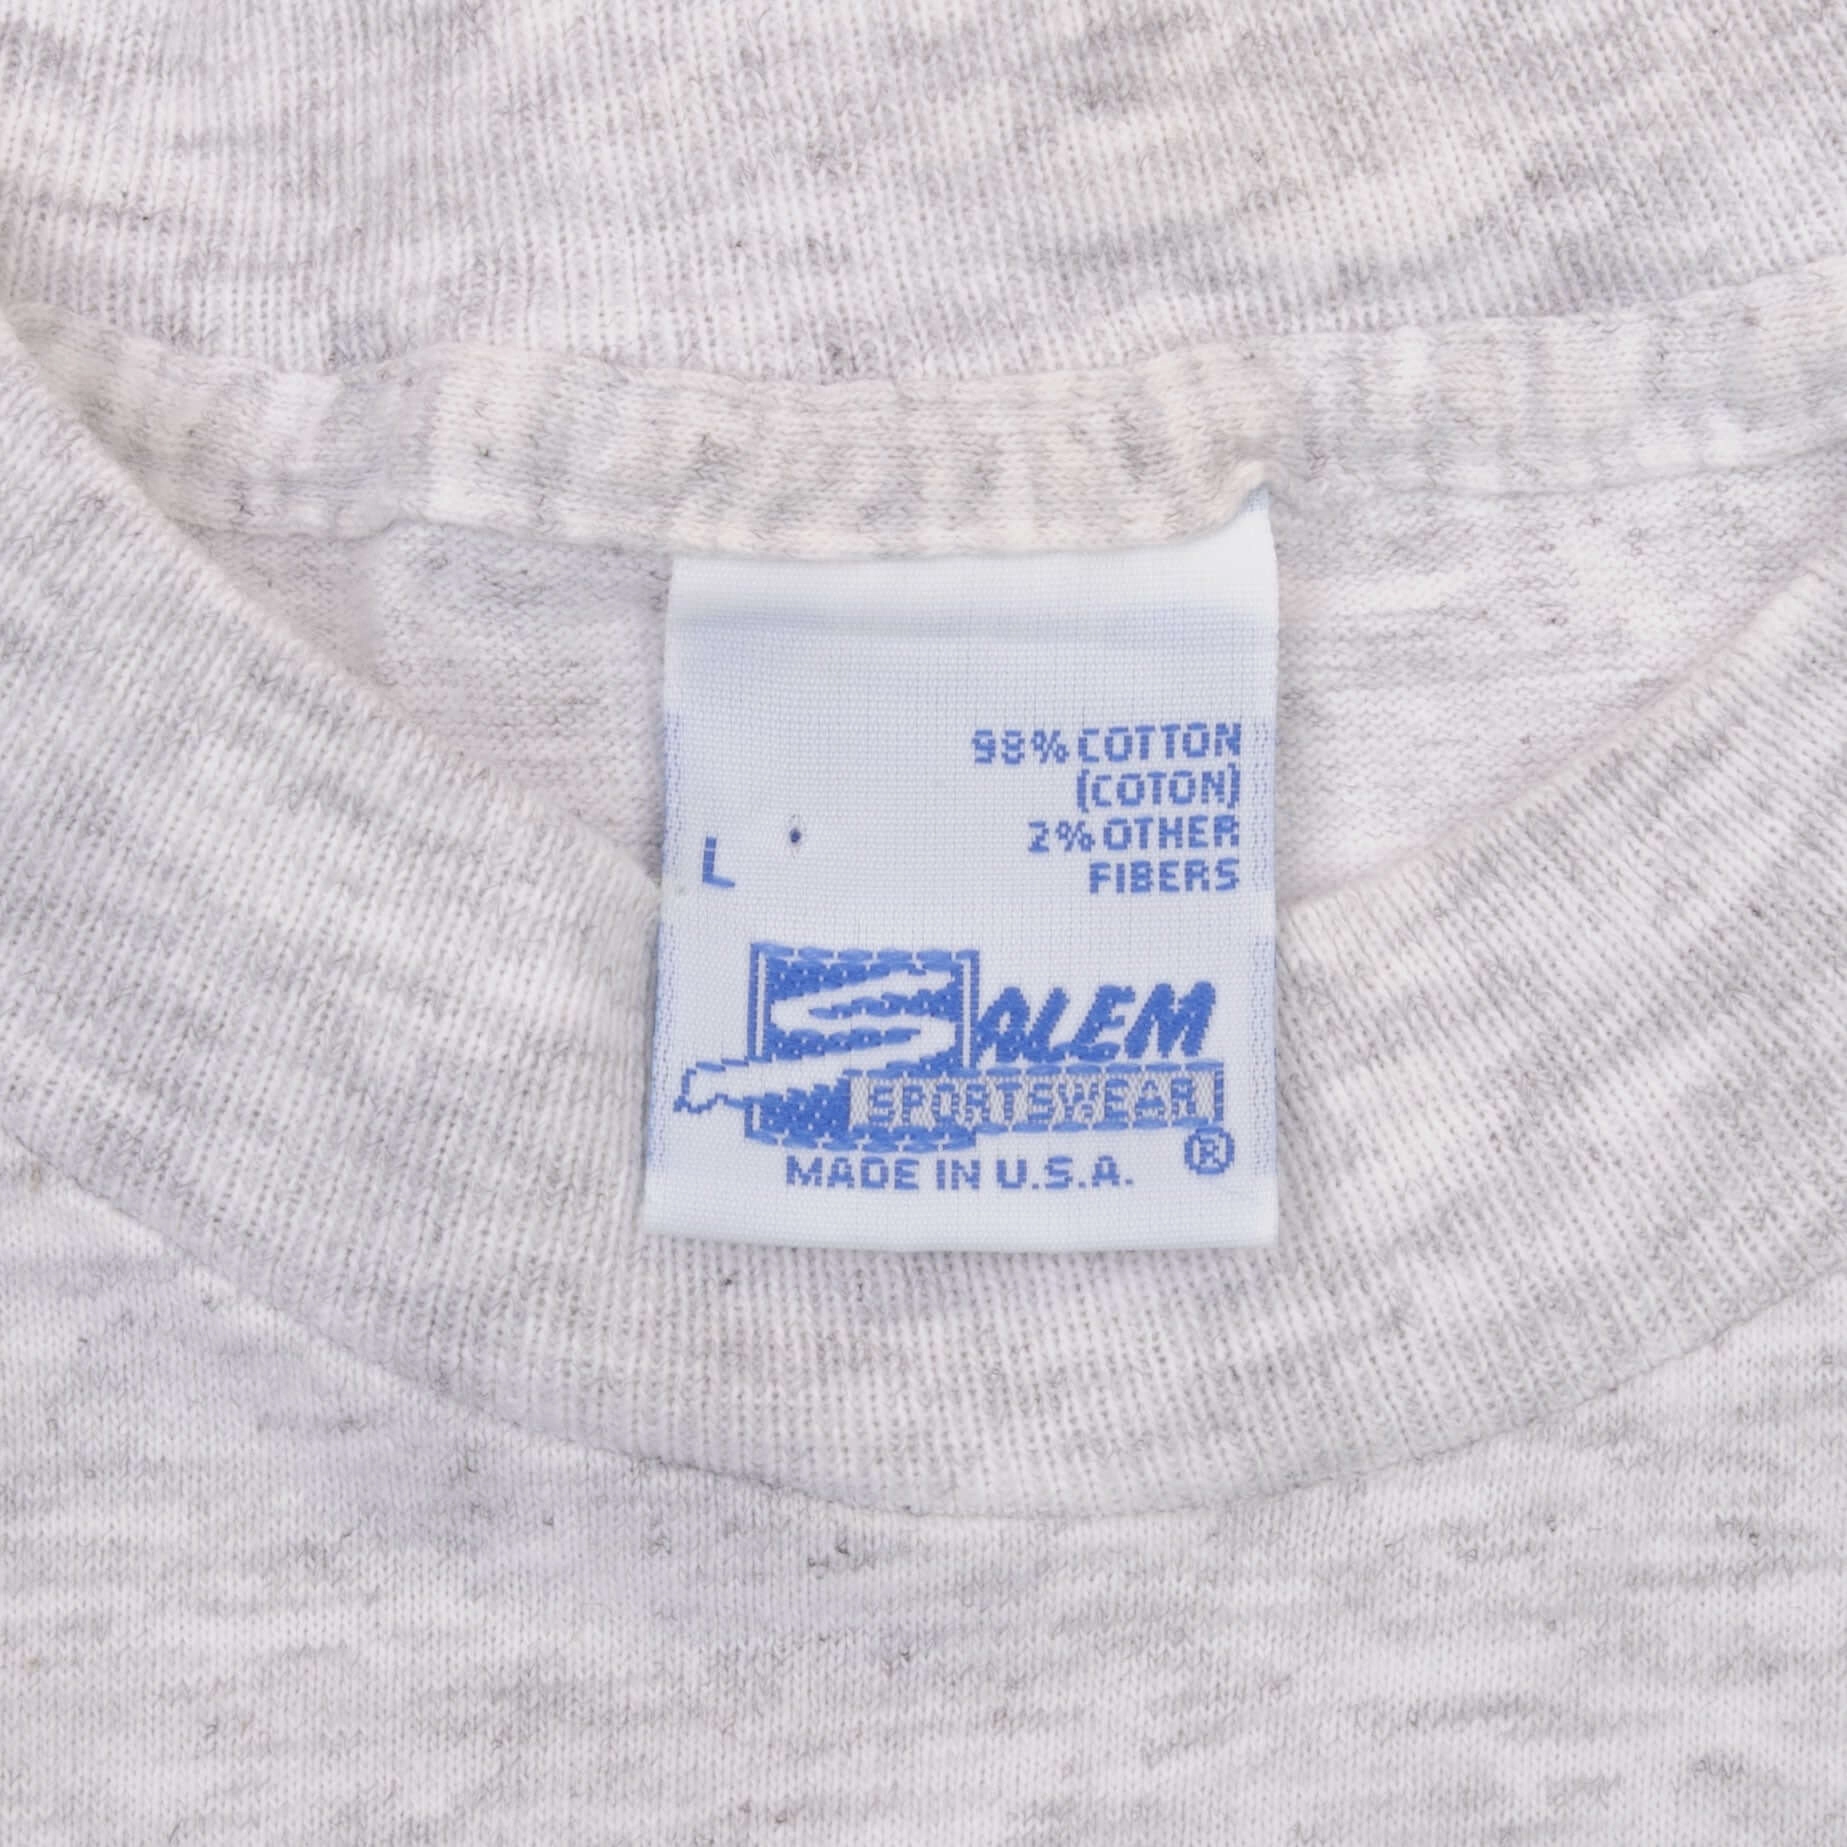 98% COTTON
(COTON)
2% OTHER
FIBERS
L
SALEM
SPORTSWEAR
®
MADE IN U.S.A.